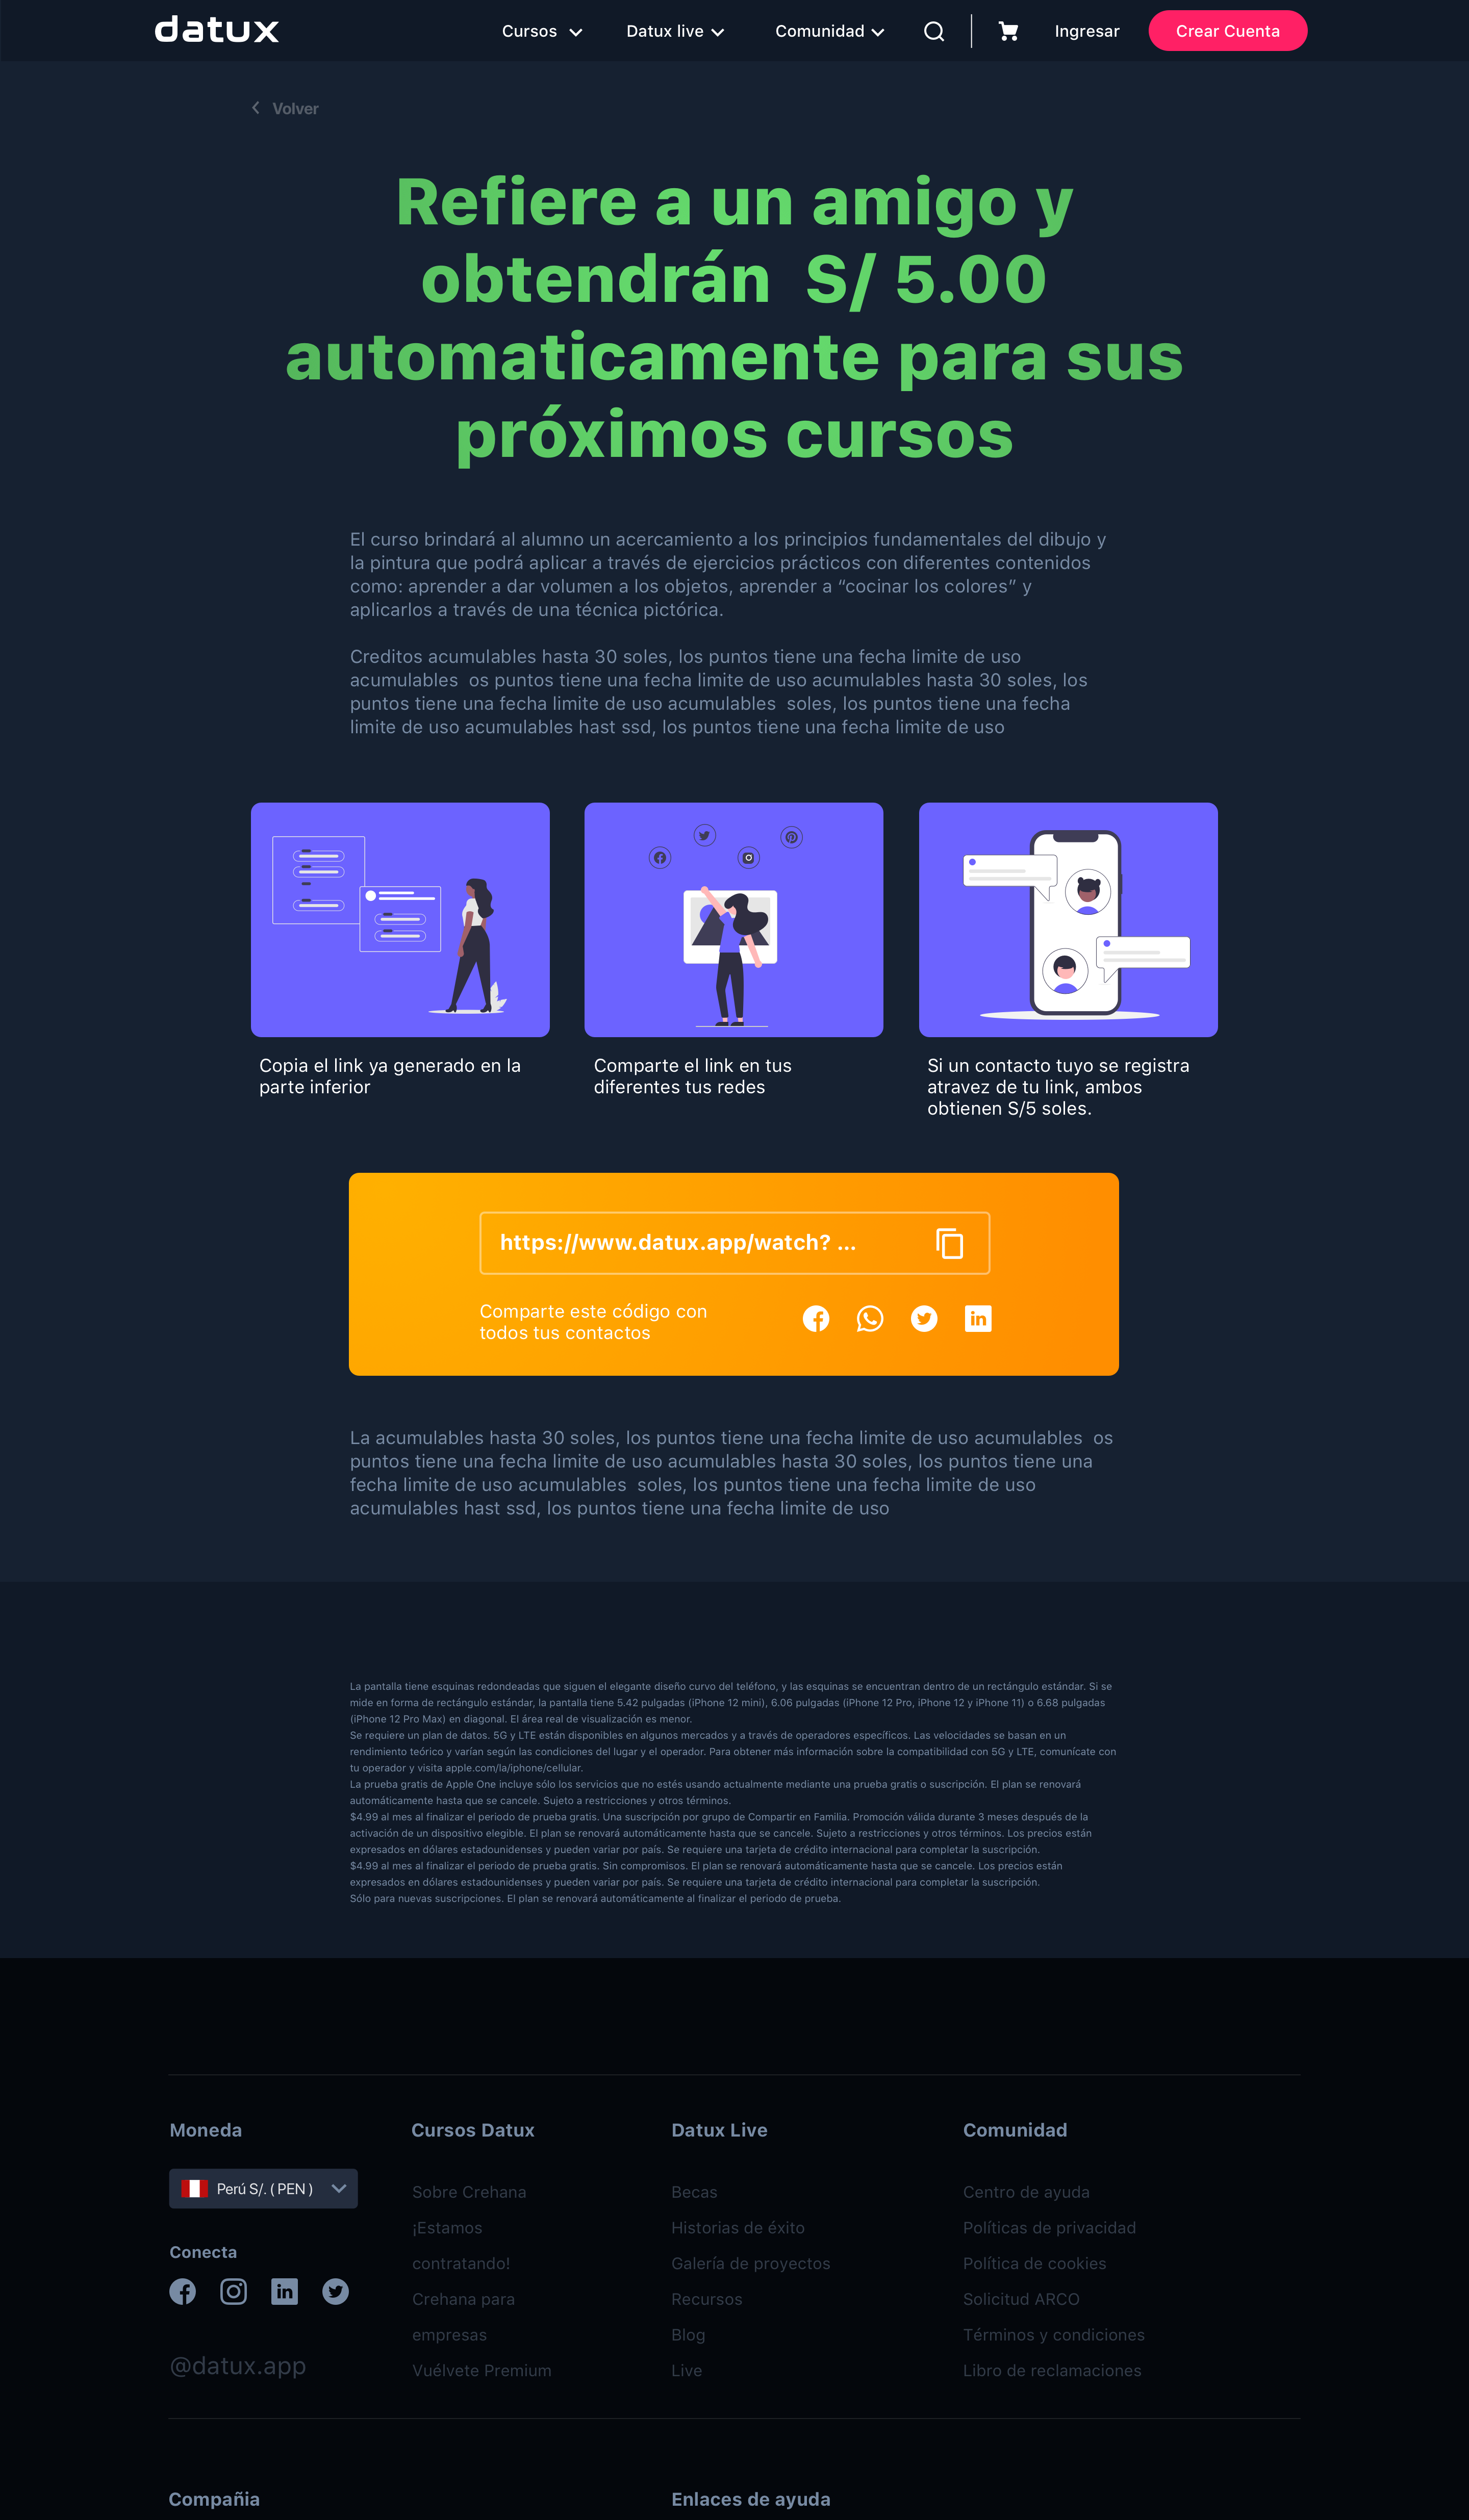 datux
Cursos
Datux live
Comunidad
Ingresar
Crear Cuenta
Volver
Refiere a un amigo y
obtendrán  S/ 5.00
automaticamente para sus
próximos cursos
El curso brindará al alumno un acercamiento a los principios fundamentales del dibujo y
la pintura que podrá aplicar a través de ejercicios prácticos con diferentes contenidos
como: aprender a dar volumen a los objetos, aprender a “cocinar los colores” y
aplicarlos a través de una técnica pictórica.
Creditos acumulables hasta 30 soles, los puntos tiene una fecha limite de uso
acumulables  os puntos tiene una fecha limite de uso acumulables hasta 30 soles, los
puntos tiene una fecha limite de uso acumulables  soles, los puntos tiene una fecha
limite de uso acumulables hast ssd, los puntos tiene una fecha limite de uso
Copia el link ya generado en la
parte inferior
Comparte el link en tus
diferentes tus redes
Si un contacto tuyo se registra
atravez de tu link, ambos
obtienen S/5 soles.
https://www.datux.app/watch? ...
Comparte este código con
todos tus contactos
La acumulables hasta 30 soles, los puntos tiene una fecha limite de uso acumulables  os
puntos tiene una fecha limite de uso acumulables hasta 30 soles, los puntos tiene una
fecha limite de uso acumulables  soles, los puntos tiene una fecha limite de uso
acumulables hast ssd, los puntos tiene una fecha limite de uso
La pantalla tiene esquinas redondeadas que siguen el elegante diseño curvo del teléfono, y las esquinas se encuentran dentro de un rectángulo estándar. Si se
mide en forma de rectángulo estándar, la pantalla tiene 5.42 pulgadas (iPhone 12 mini), 6.06 pulgadas (iPhone 12 Pro, iPhone 12 y iPhone 11) o 6.68 pulgadas
(iPhone 12 Pro Max) en diagonal. El área real de visualización es menor.
Se requiere un plan de datos. 5G y LTE están disponibles en algunos mercados y a través de operadores específicos. Las velocidades se basan en un
rendimiento teórico y varían según las condiciones del lugar y el operador. Para obtener más información sobre la compatibilidad con 5G y LTE, comunícate con
tu operador y visita apple.com/la/iphone/cellular.
La prueba gratis de Apple One incluye sólo los servicios que no estés usando actualmente mediante una prueba gratis o suscripción. El plan se renovará
automáticamente hasta que se cancele. Sujeto a restricciones y otros términos.
$4.99 al mes al finalizar el periodo de prueba gratis. Una suscripción por grupo de Compartir en Familia. Promoción válida durante 3 meses después de la
activación de un dispositivo elegible. El plan se renovará automáticamente hasta que se cancele. Sujeto a restricciones y otros términos. Los precios están
expresados en dólares estadounidenses y pueden variar por país. Se requiere una tarjeta de crédito internacional para completar la suscripción.
$4.99 al mes al finalizar el periodo de prueba gratis. Sin compromisos. El plan se renovará automáticamente hasta que se cancele. Los precios están
expresados en dólares estadounidenses y pueden variar por país. Se requiere una tarjeta de crédito internacional para completar la suscripción.
Sólo para nuevas suscripciones. El plan se renovará automáticamente al finalizar el periodo de prueba.
Moneda
Perú S/. ( PEN )
Conecta
@datux.app
Cursos Datux
Sobre Crehana
¡Estamos
contratando!
Crehana para
empresas
Vuélvete Premium
Datux Live
Becas
Historias de éxito
Galería de proyectos
Recursos
Blog
Live
Comunidad
Centro de ayuda
Políticas de privacidad
Política de cookies
Solicitud ARCO
Términos y condiciones
Libro de reclamaciones
Compañia
Enlaces de ayuda